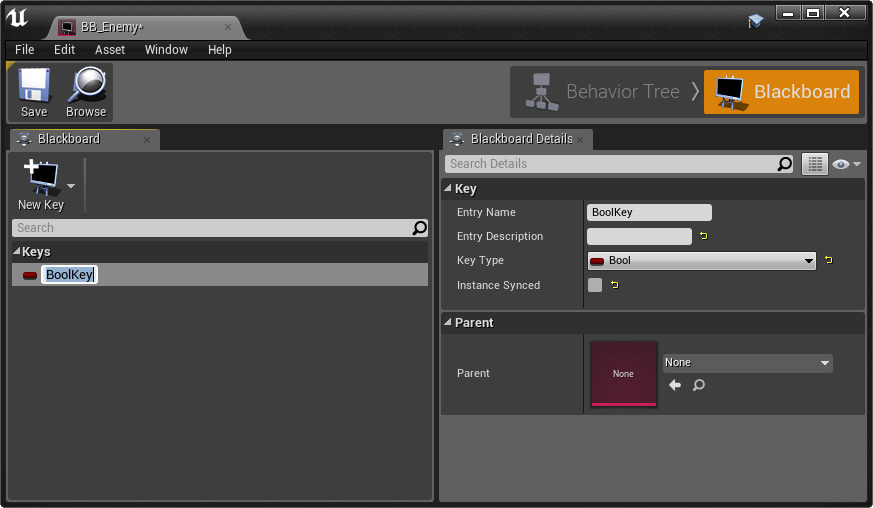 BB_Enemy*
File Edit Asset Window Help
Save Browse
Behavior Tree Blackboard
Blackboard
New Key
Search
Keys
BoolKey
Blackboard Details
Search Details
Key
Entry Name BoolKey
Entry Description
Key Type Bool
Instance Synced
Parent
Parent None None